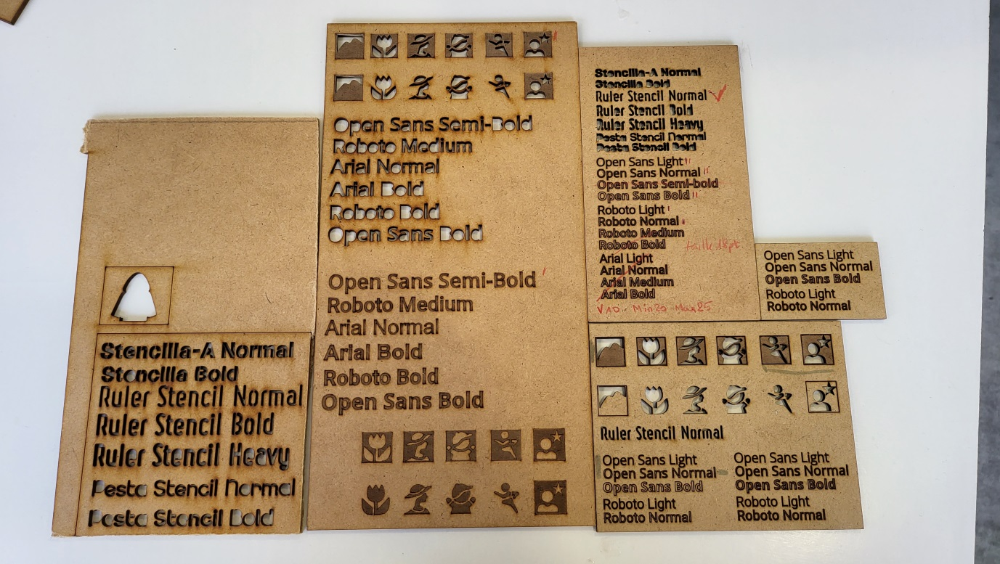 Stencilla-A Normal
Stencilla Bold
Ruler Stencil Normal
Ruler Stencil Bold
Ruler Stencil Heavy
Pesta Stencil Normal
Pesta Stencil Bold
Open Sans Semi-Bold
Roboto Medium
Arial Normal
Arial Bold
Roboto Bold
Open Sans Bold
Open Sans Semi-Bold
Roboto Medium
Arial Normal
Arial Bold
Roboto Bold
Open Sans Bold
Stencilla-A Normal
Stencilla Bold
Ruler Stencil Normal
Ruler Stencil Bold
Ruler Stencil Heavy
Pesta Stencil Normal
Pesta Stencil Bold
Open Sans Light
Open Sans Normal
Open Sans Semi-bold
Open Sans Bold
Roboto Light
Roboto Normal
Roboto Medium
Roboto Bold taille 18pt
Arial Light
Arial Normal
Arial Medium
Arial Bold
V10 - Min20 - Max25
Open Sans Light
Open Sans Normal
Open Sans Bold
Roboto Light
Roboto Normal
Ruler Stencil Normal
Open Sans Light
Open Sans Normal
Open Sans Bold
Roboto Light
Roboto Normal
Open Sans Light
Open Sans Normal
Open Sans Bold
Roboto Light
Roboto Normal